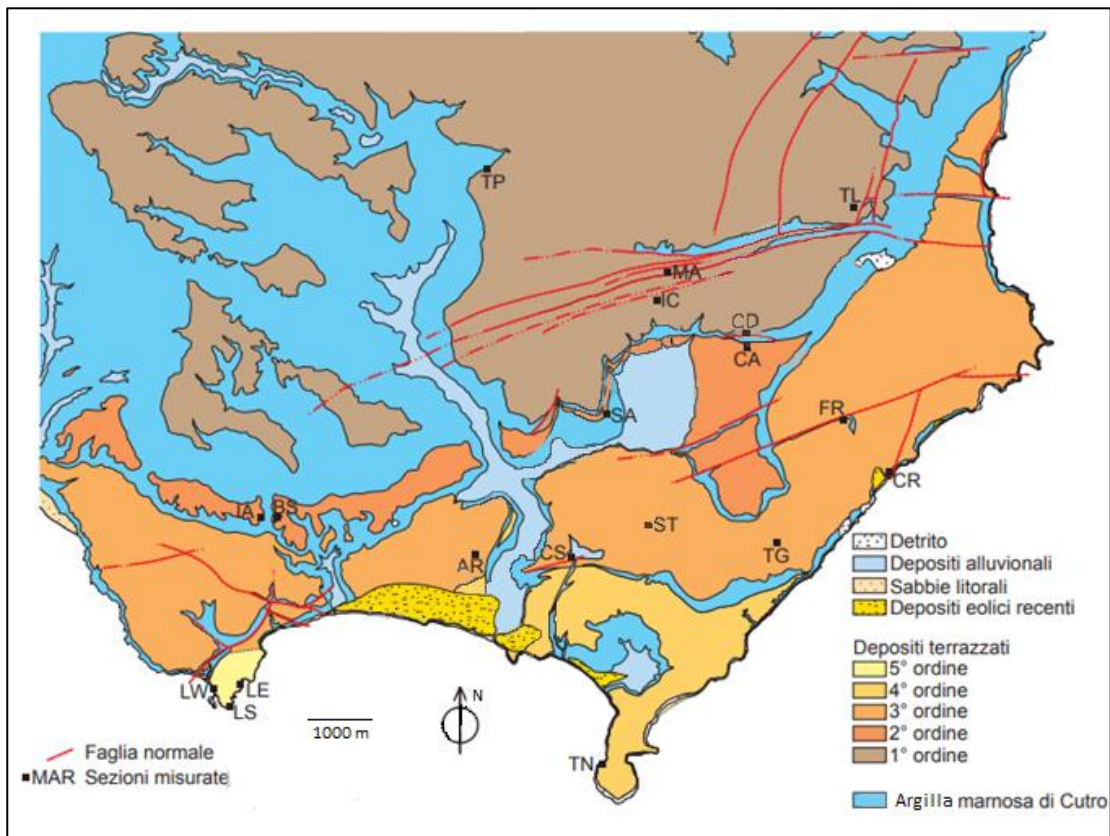 TP
TL
MA
IC
CD
CA
SA
FR
CR
IA BS
ST
AR
CS
TG
LW
LE
LS
TN
N
1000 m
Faglia normale
MAR Sezioni misurate
Detrito
Depositi alluvionali
Sabbie litorali
Depositi eolici recenti
Depositi terrazzati
5° ordine
4° ordine
3° ordine
2° ordine
1° ordine
Argilla marnosa di Cutro